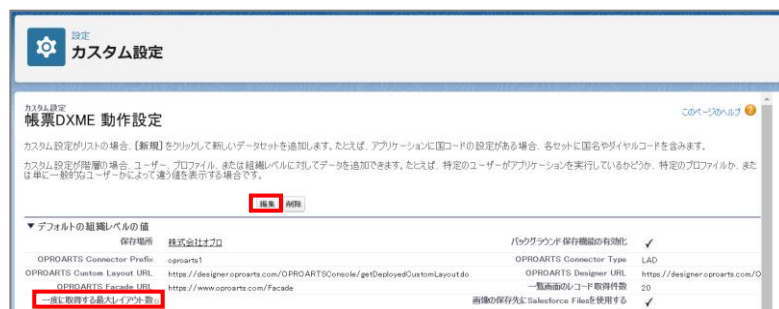 設定
カスタム設定
カスタム設定
帳票DXME 動作設定
このページのヘルプ
カスタム設定がリストの場合、[新規] をクリックして新しいデータセットを追加します。たとえば、アプリケーションに国コードの設定がある場合、各セットに国名やダイヤルコードを含みます。
カスタム設定が階層の場合、ユーザー、プロファイル、または組織レベルに対してデータを追加できます。たとえば、特定のユーザーがアプリケーションを実行しているかどうか、特定のプロファイルか、また
は単に一般的なユーザーかによって違う値を表示する場合です。
編集 削除
▼ デフォルトの組織レベルの値
保存場所 株式会社オプロ バックグラウンド保存機能の有効化 ✓
OPROARTS Connector Prefix oproarts1 OPROARTS Connector Type LAD
OPROARTS Custom Layout URL https://designer.oproarts.com/OPROARTSConsole/getDeployedCustomLayout.do OPROARTS Designer URL https://designer.oproarts.com/O
OPROARTS Facade URL https://www.oproarts.com/Facade 一覧画面のレコード取得件数 20
一度に取得する最大レイアウト数 画像の保存先にSalesforce Filesを使用する ✓